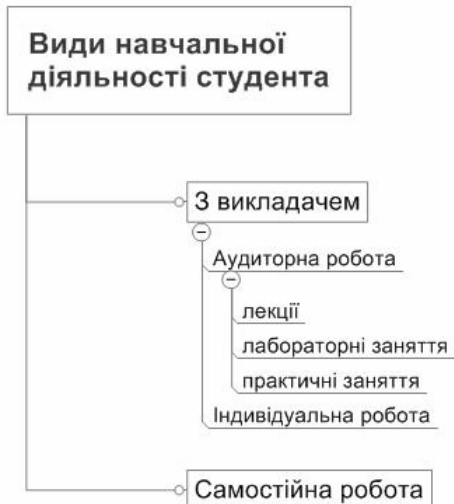 Види навчальної
діяльності студента
З викладачем
Аудиторна робота
лекції
лабораторні заняття
практичні заняття
Індивідуальна робота
Самостійна робота